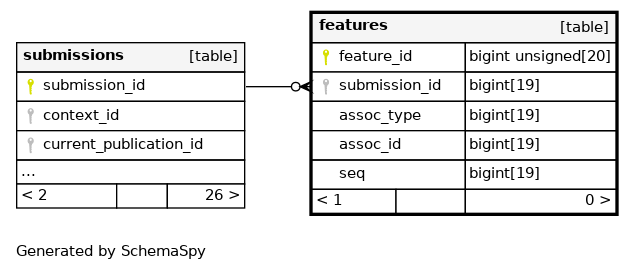 submissions [table]
submission_id
context_id
current_publication_id
...
< 2 26 >
features [table]
feature_id bigint unsigned[20]
submission_id bigint[19]
assoc_type bigint[19]
assoc_id bigint[19]
seq bigint[19]
< 1 0 >
Generated by SchemaSpy